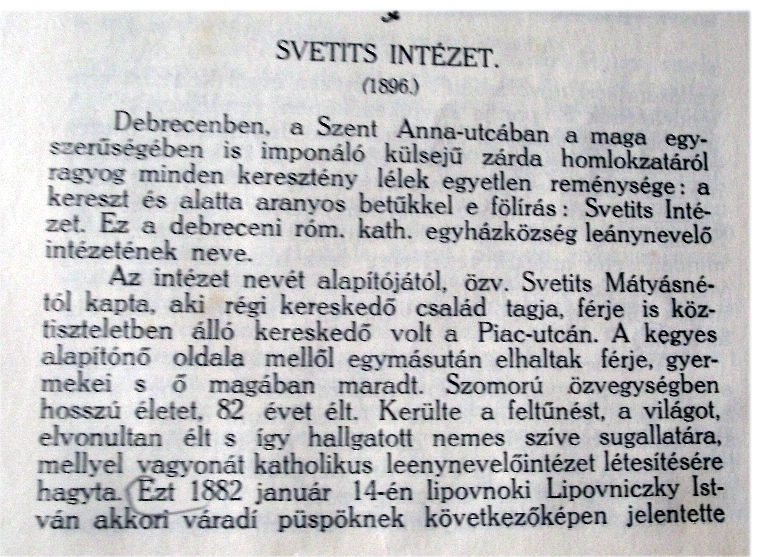 SVETITS INTÉZET.
(1896.)
Debrecenben, a Szent Anna-utcában a maga egy-
szerűségében is imponáló külsejű zárda homlokzatáról
ragyog minden keresztény lélek egyetlen reménysége: a
kereszt és alatta aranyos betűkkel e fölírás: Svetits Inté-
zet. Ez a debreceni róm. kath. egyházközség leánynevelő
intézetének neve.
Az intézet nevét alapítójától, özv. Svetits Mátyásné-
tól kapta, aki régi kereskedő család tagja, férje is köz-
tiszteletben álló kereskedő volt a Piac-utcán. A kegyes
alapítónő oldala mellől egymásután elhaltak férje, gyer-
mekei s ő magában maradt. Szomorú özvegységben
hosszú életet, 82 évet élt. Kerülte a feltűnést, a világot,
elvonultan élt s így hallgatott nemes szíve sugallatára,
mellyel vagyonát katholikus leenynevelőintézet létesítésére
hagyta. Ezt 1882 január 14-én lipovnoki Lipovniczky Ist-
ván akkori váradí püspöknek következőképen jelentette